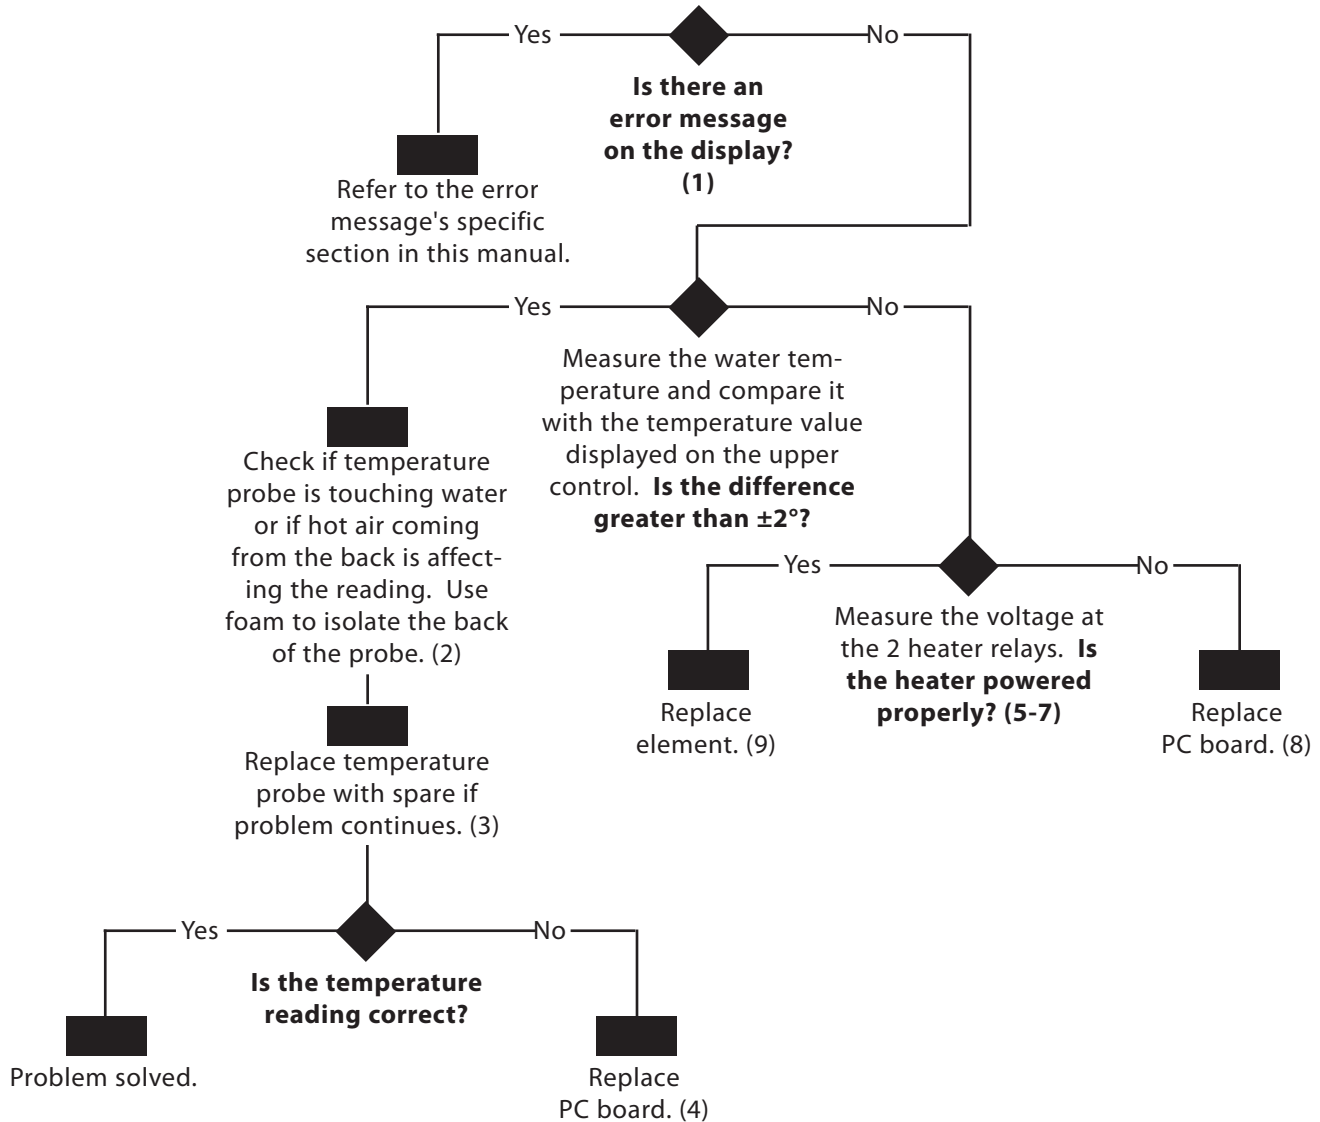 Yes
No
Is there an
error message
on the display?
(1)
Refer to the error
message's specific
section in this manual.
Yes
No
Measure the water tem-
perature and compare it
with the temperature value
displayed on the upper
control. Is the difference
greater than ±2°?
Check if temperature
probe is touching water
or if hot air coming
from the back is affect-
ing the reading. Use
foam to isolate the back
of the probe. (2)
Yes
No
Measure the voltage at
the 2 heater relays. Is
the heater powered
properly? (5-7)
Replace
element. (9)
Replace
PC board. (8)
Replace temperature
probe with spare if
problem continues. (3)
Yes
No
Is the temperature
reading correct?
Problem solved.
Replace
PC board. (4)